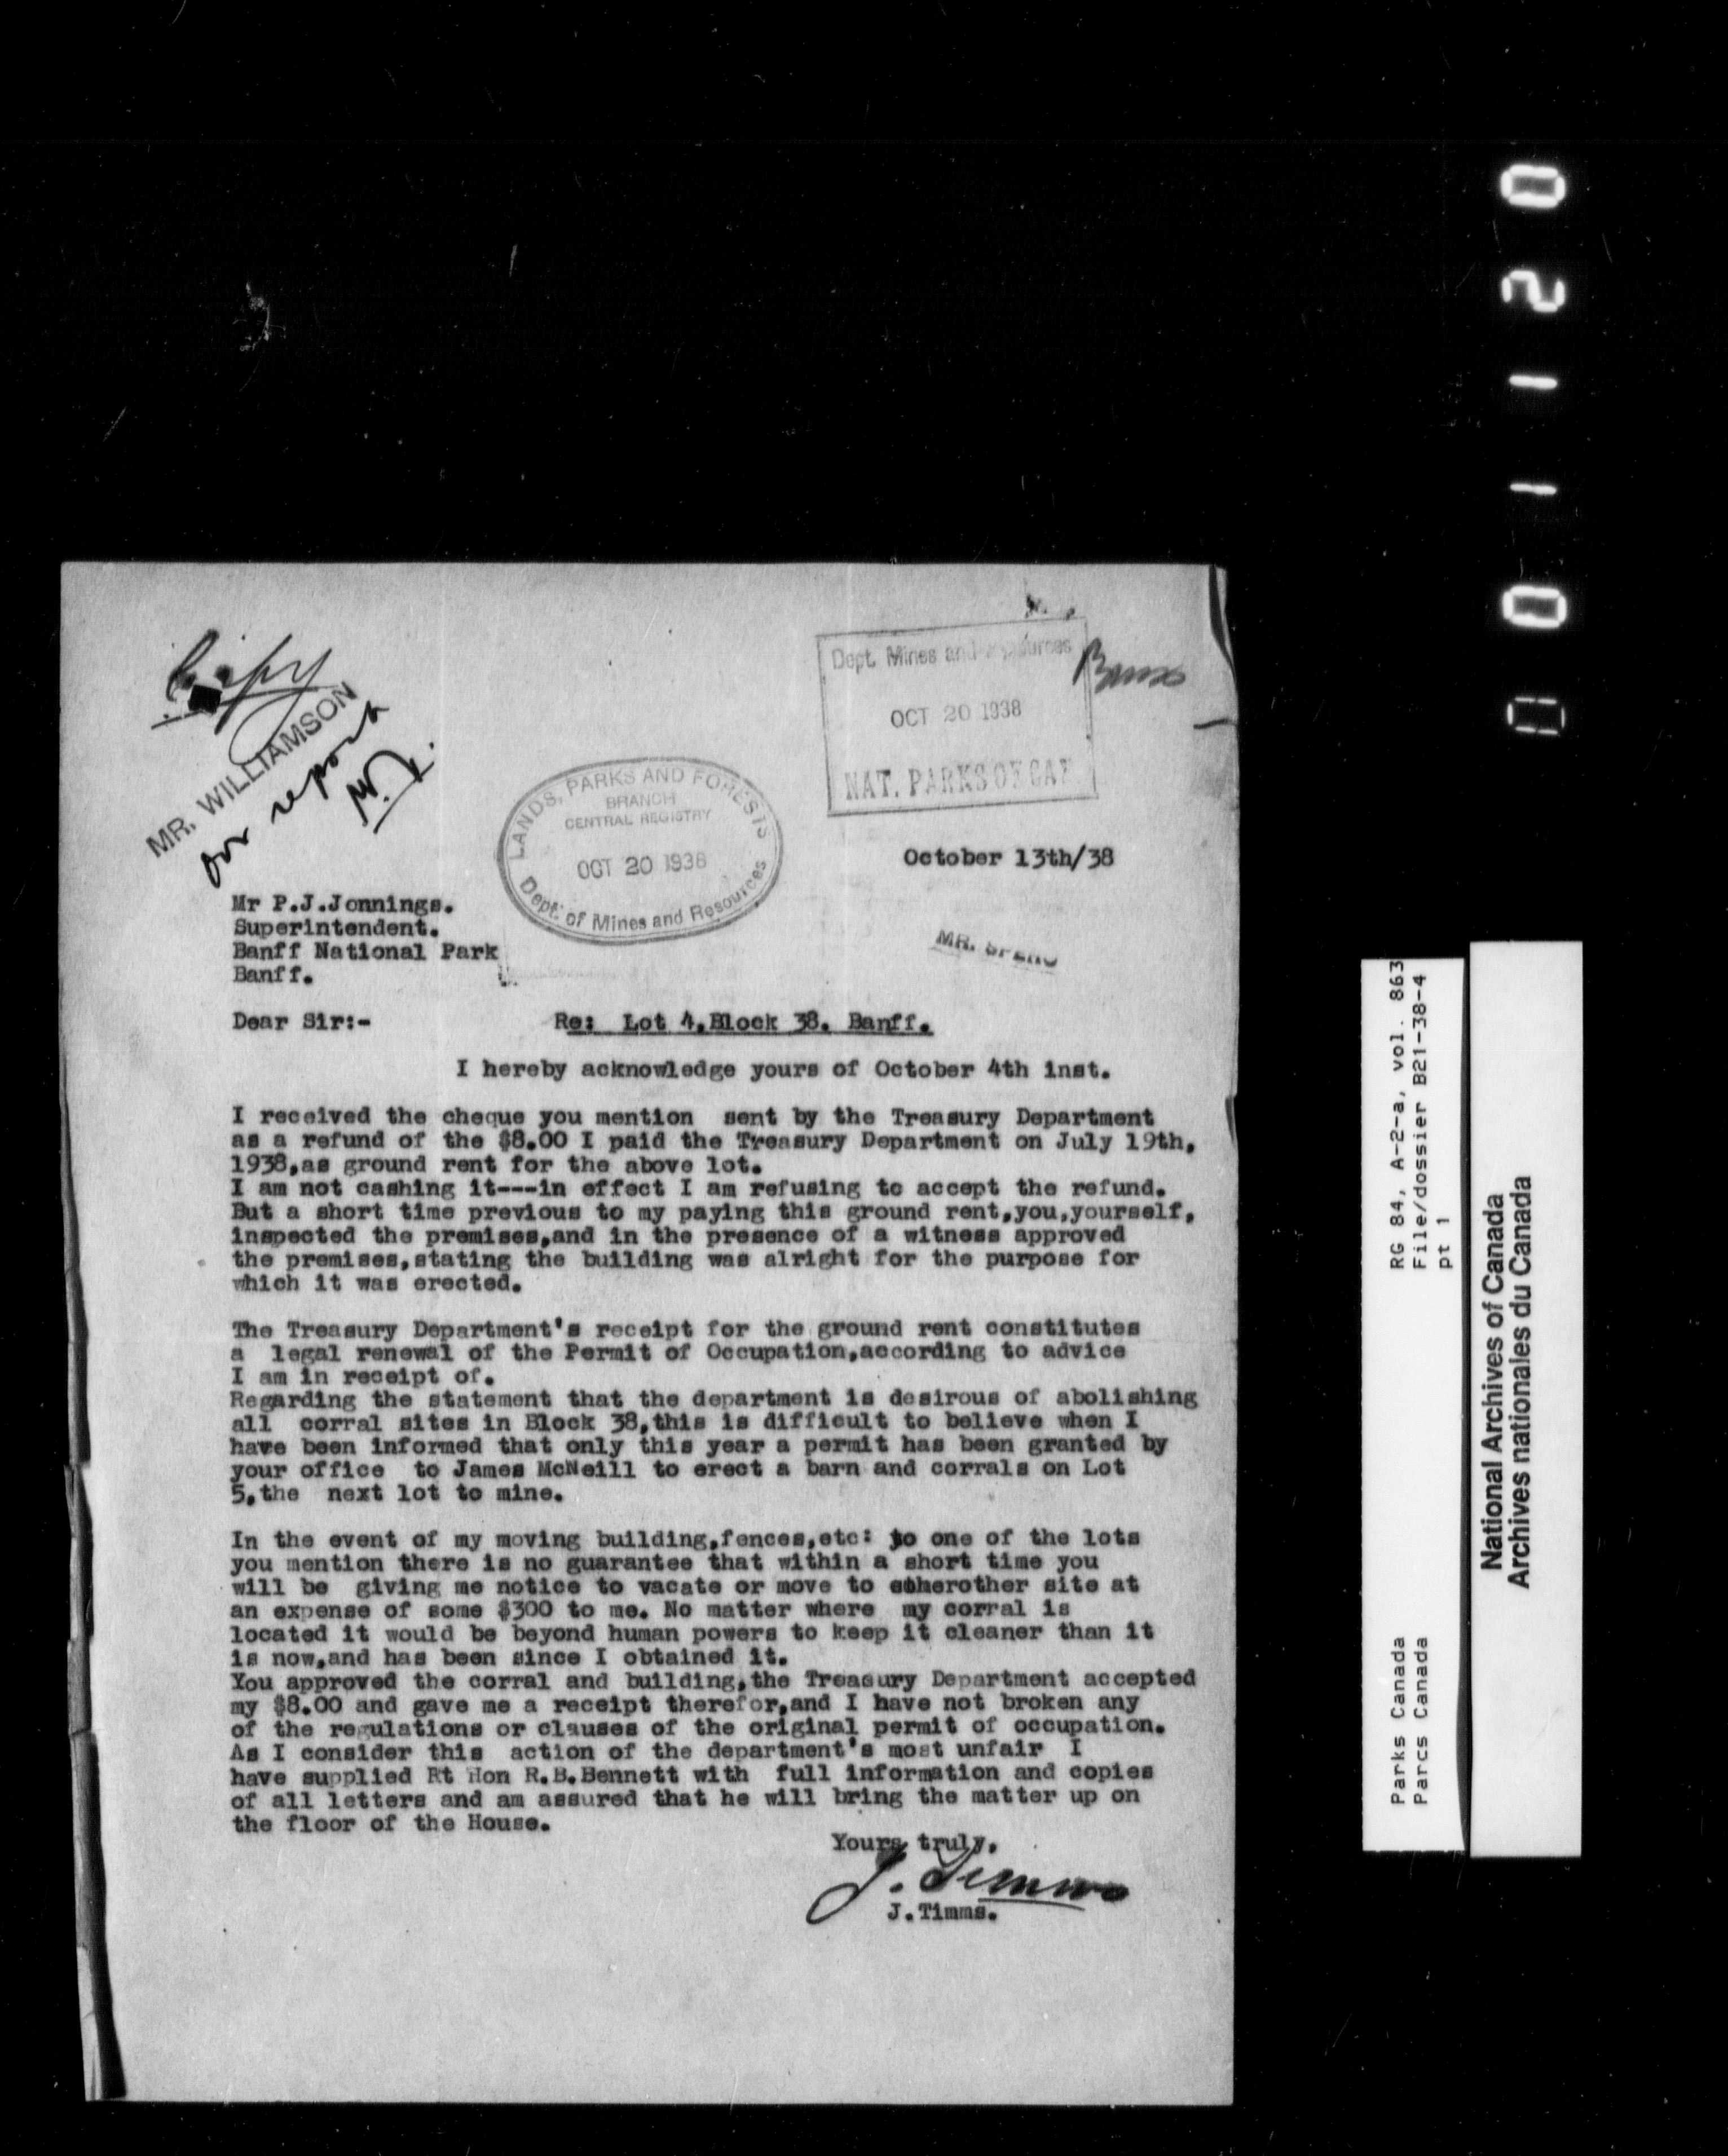 Copy
MR. WILLIAMSON
for report
Dept. Mines and Resources
OCT 20 1938
NAT. PARKS OF CAN.
LANDS, PARKS AND FORESTS
BRANCH
CENTRAL REGISTRY
OCT 20 1938
Dept. of Mines and Resources
October 13th/38
Mr P.J.Jennings.
Superintendent.
Banff National Park
Banff.
MR.
Dear Sir:- Re: Lot 4,Block 38. Banff.
I hereby acknowledge yours of October 4th inst.
I received the cheque you mention sent by the Treasury Department
as a refund of the $8.00 I paid the Treasury Department on July 19th,
1938,as ground rent for the above lot.
I am not cashing it---in effect I am refusing to accept the refund.
But a short time previous to my paying this ground rent,you,yourself,
inspected the premises,and in the presence of a witness approved
the premises,stating the building was alright for the purpose for
which it was erected.
The Treasury Department's receipt for the ground rent constitutes
a legal renewal of the Permit of Occupation,according to advice
I am in receipt of.
Regarding the statement that the department is desirous of abolishing
all corral sites in Block 38,this is difficult to believe when I
have been informed that only this year a permit has been granted by
your office to James McNeill to erect a barn and corrals on Lot
5,the next lot to mine.
In the event of my moving building,fences,etc: to one of the lots
you mention there is no guarantee that within a short time you
will be giving me notice to vacate or move to other site at
an expense of some $300 to me. No matter where my corral is
located it would be beyond human powers to keep it cleaner than it
is now,and has been since I obtained it.
You approved the corral and building,the Treasury Department accepted
my $8.00 and gave me a receipt therefor,and I have not broken any
of the regulations or clauses of the original permit of occupation.
As I consider this action of the department's most unfair I
have supplied Rt Hon R.B.Bennett with full information and copies
of all letters and am assured that he will bring the matter up on
the floor of the House.
Yours truly.
J. Timms
J.Timms.
RG 84, A-2-a, vol. 863
File/dossier B21-38-4
pt 1
Parks Canada
Parcs Canada
National Archives of Canada
Archives nationales du Canada
0 0 1 1 2 0